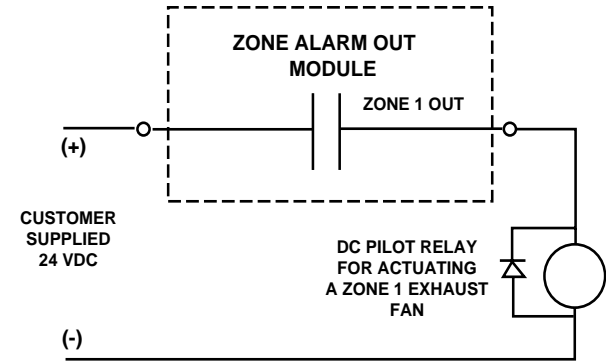 ZONE ALARM OUT
MODULE
ZONE 1 OUT
(+)
CUSTOMER
SUPPLIED
24 VDC
DC PILOT RELAY
FOR ACTUATING
A ZONE 1 EXHAUST
FAN
(-)